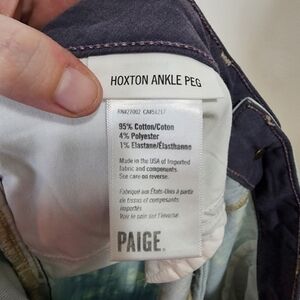 HOXTON ANKLE PEG
RN#27002 CA#54217
95% Cotton/Coton
4% Polyester
1% Elastane/Élasthanne
Made in the USA of Imported
fabric and components.
See care on reverse.
Fabriqué aux États-Unis à partir
de tissus et composants
importés
Voir le soin sur l'inverse.
PAIGE